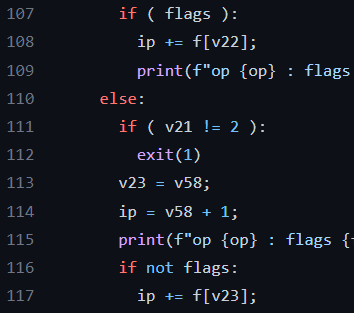 107 if ( flags ):
108 ip += f[v22];
109 print(f"op {op} : flags
110 else:
111 if ( v21 != 2 ):
112 exit(1)
113 v23 = v58;
114 ip = v58 + 1;
115 print(f"op {op} : flags {
116 if not flags:
117 ip += f[v23];